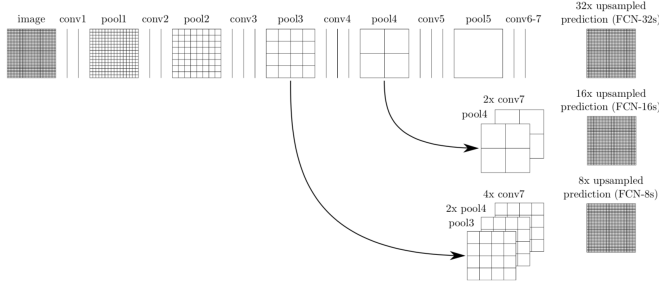 image conv1 pool1 conv2 pool2 conv3 pool3 conv4 pool4 conv5 pool5 conv6-7
32x upsampled
prediction (FCN-32s)
2x conv7
pool4
16x upsampled
prediction (FCN-16s)
4x conv7
2x pool4
pool3
8x upsampled
prediction (FCN-8s)